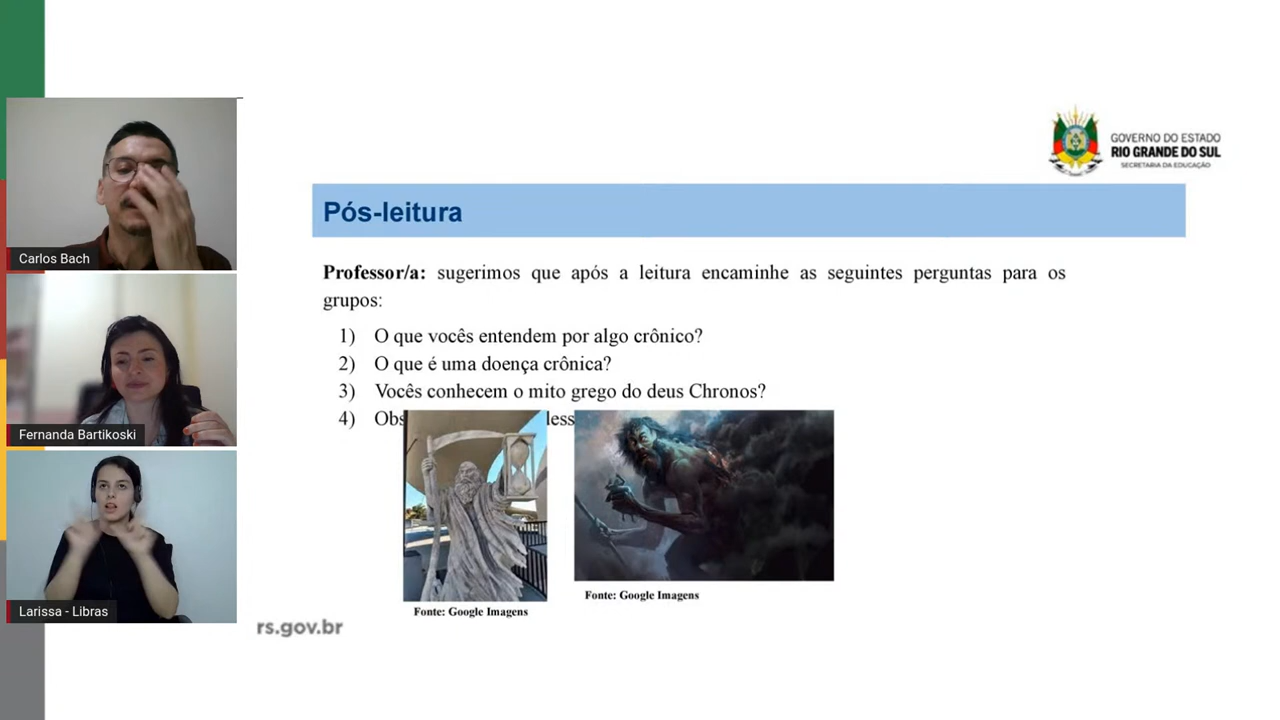 GOVERNO DO ESTADO
RIO GRANDE DO SUL
SECRETARIA DA EDUCAÇÃO
Pós-leitura
Professor/a: sugerimos que após a leitura encaminhe as seguintes perguntas para os
grupos:
1) O que vocês entendem por algo crônico?
2) O que é uma doença crônica?
3) Vocês conhecem o mito grego do deus Chronos?
4)
Fonte: Google Imagens
Fonte: Google Imagens
rs.gov.br
Carlos Bach
Fernanda Bartikoski
Larissa - Libras